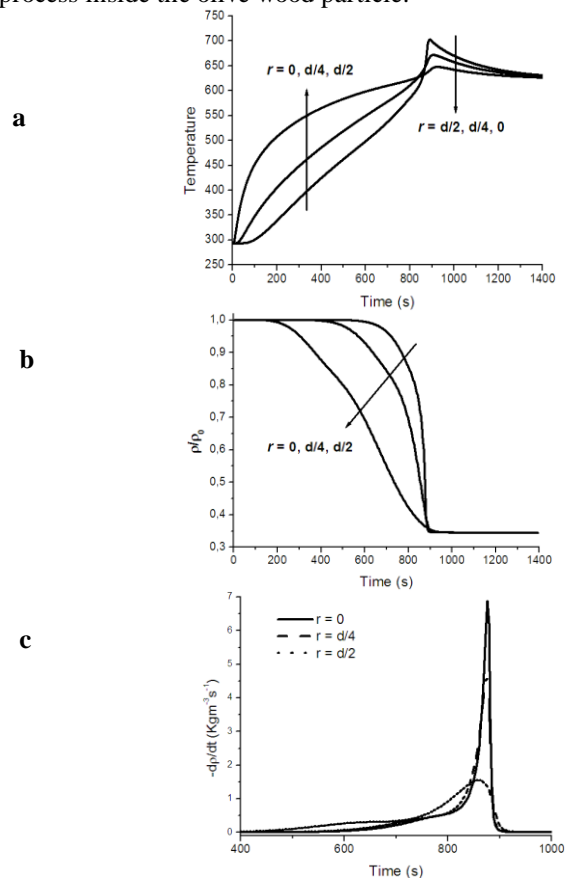 process inside the olive wood particle.
a
750
700
650
600
550
500
450
400
350
300
250
Temperature
r = 0, d/4, d/2
r = d/2, d/4, 0
0 200 400 600 800 1000 1200 1400
Time (s)
b
1,0
0,9
0,8
0,7
0,6
0,5
0,4
0,3
ρ/ρ0
r = 0, d/4, d/2
0 200 400 600 800 1000 1200 1400
Time (s)
c
7
6
5
4
3
2
1
0
-dρ/dt (Kgm-3s-1)
r = 0
r = d/4
r = d/2
400 600 800 1000
Time (s)